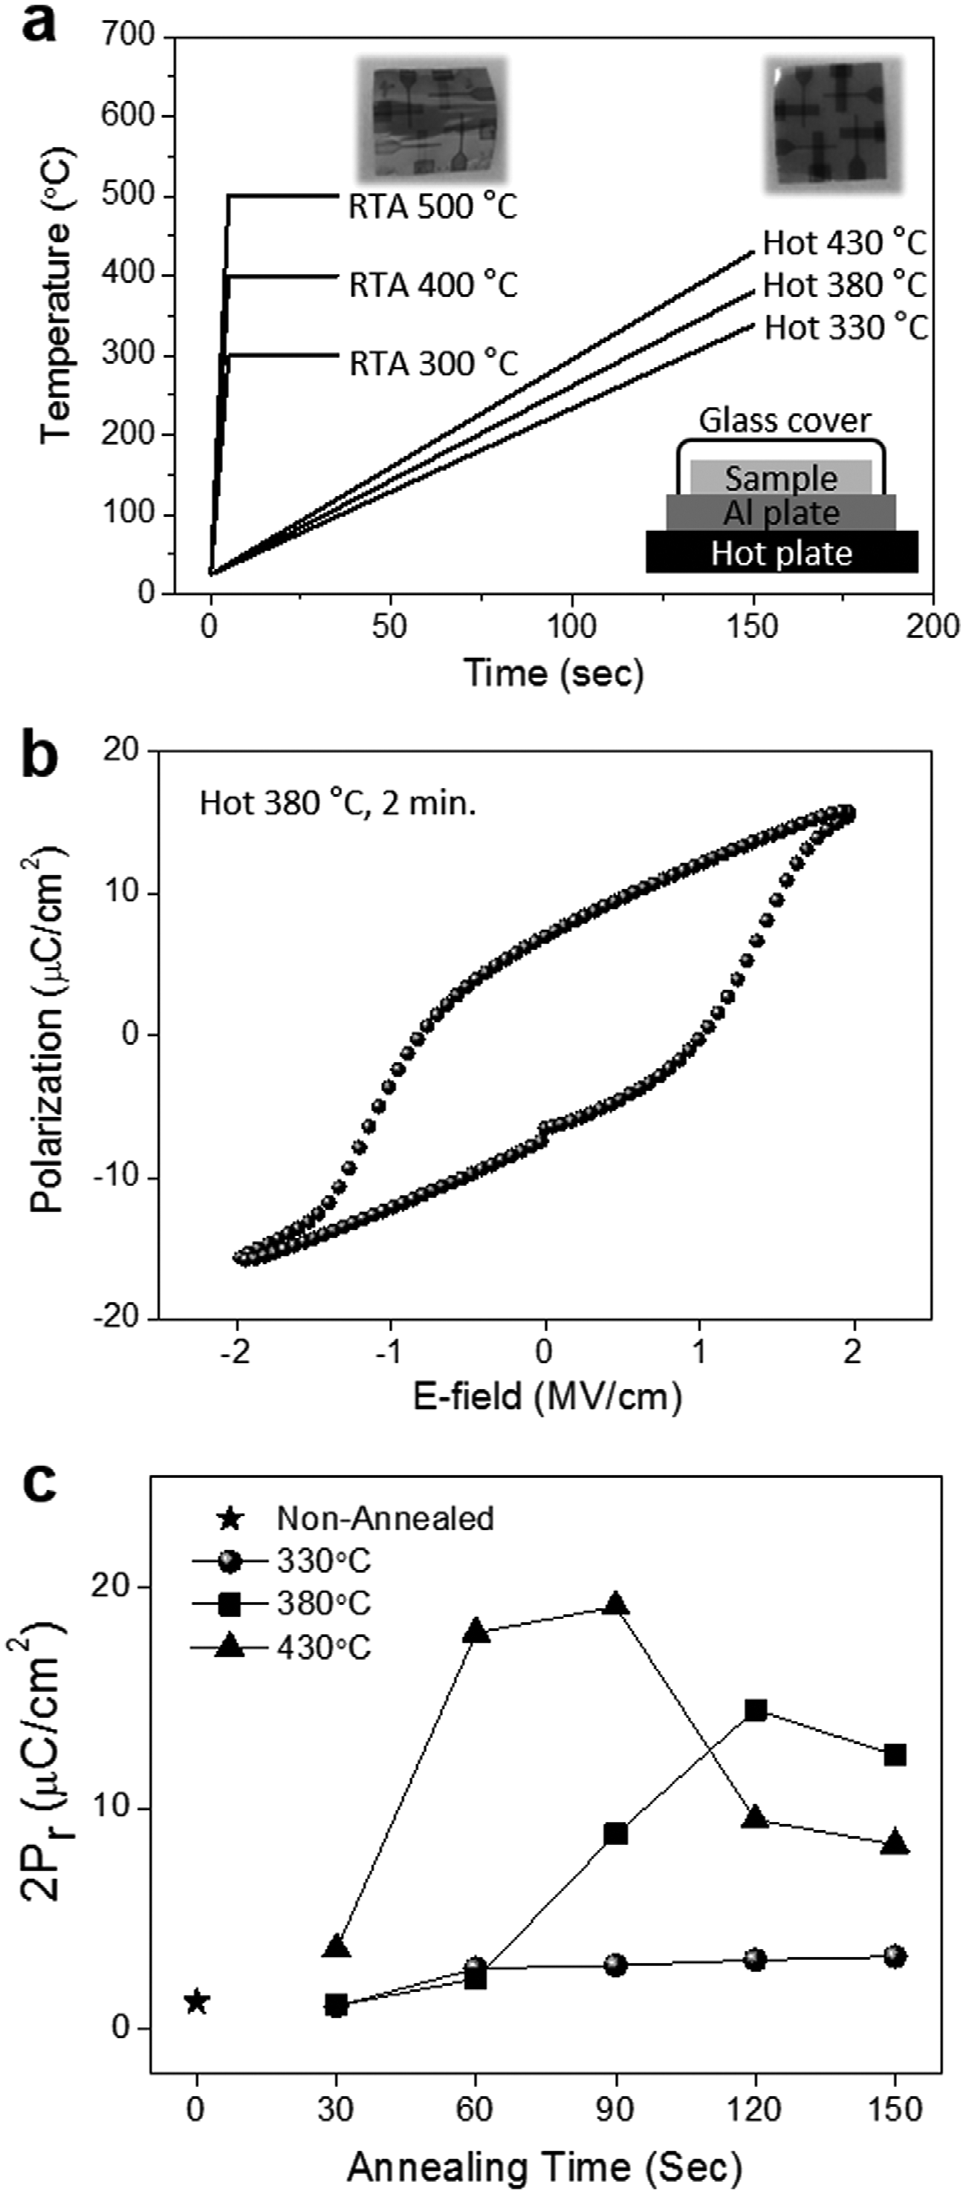 a
700
600
500
400
300
200
100
0
Temperature (°C)
RTA 500 °C
RTA 400 °C
RTA 300 °C
Hot 430 °C
Hot 380 °C
Hot 330 °C
Glass cover
Sample
Al plate
Hot plate
0 50 100 150 200
Time (sec)
b
20
10
0
-10
-20
Polarization (μC/cm²)
Hot 380 °C, 2 min.
-2 -1 0 1 2
E-field (MV/cm)
c
20
10
0
2Pr (μC/cm²)
Non-Annealed
330°C
380°C
430°C
0 30 60 90 120 150
Annealing Time (Sec)